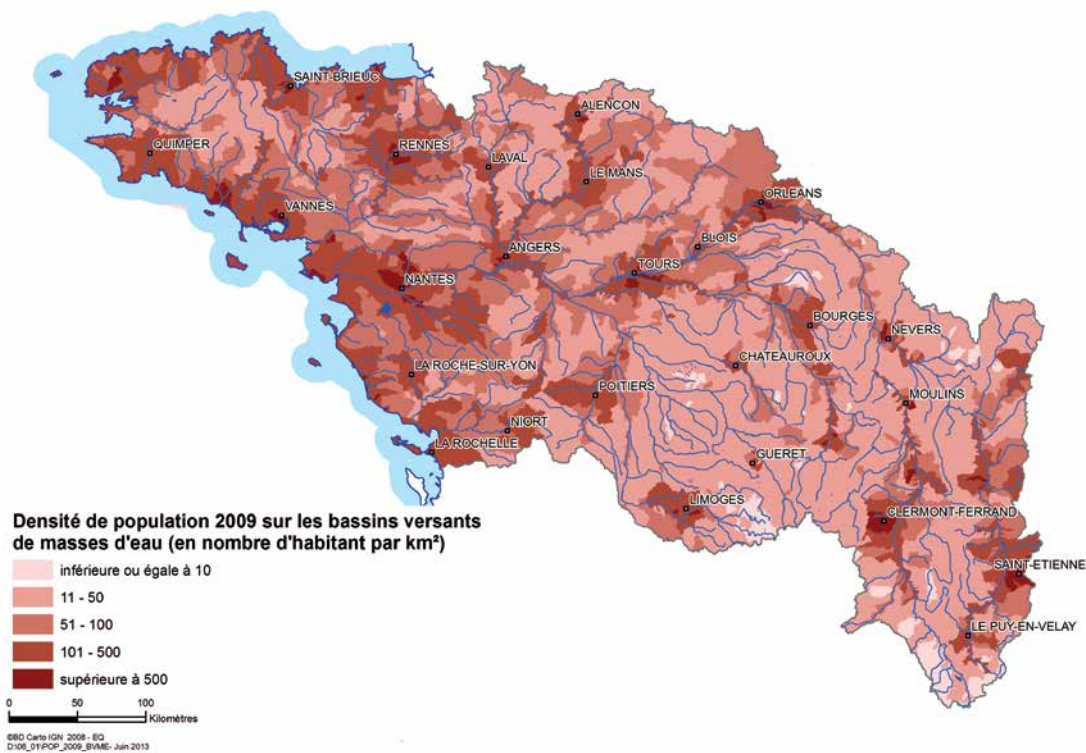 SAINT-BRIEUC
ALENCON
QUIMPER
RENNES
LAVAL
LE MANS
ORLEANS
VANNES
ANGERS
BLOIS
TOURS
NANTES
BOURGES
NEVERS
CHATEAUROUX
LA ROCHE-SUR-YON
POITIERS
MOULINS
NIORT
LA ROCHELLE
GUERET
LIMOGES
CLERMONT-FERRAND
SAINT-ETIENNE
LE PUY-EN-VELAY
Densité de population 2009 sur les bassins versants
de masses d'eau (en nombre d'habitant par km²)
inférieure ou égale à 10
11 - 50
51 - 100
101 - 500
supérieure à 500
0 50 100
Kilomètres
©BD Carto IGN 2008 - EQ
D:\06_01\POP_2009_BVME- Juin 2013